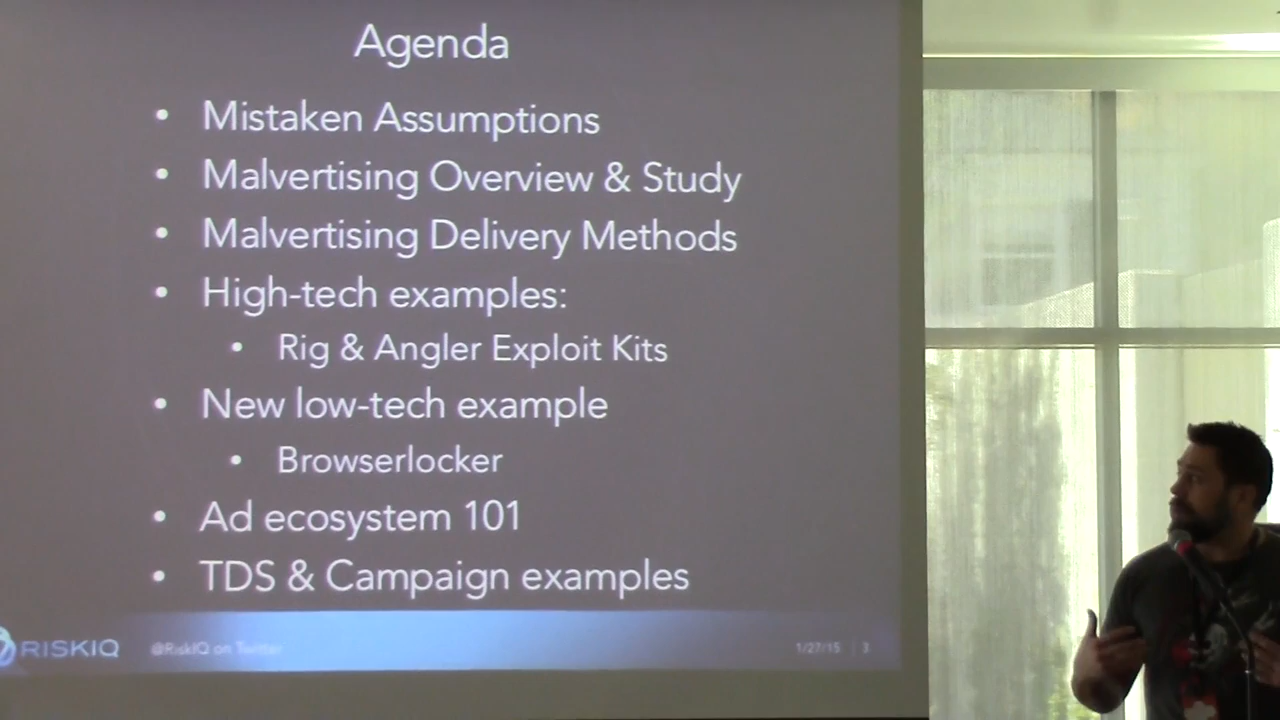 Agenda
• Mistaken Assumptions
• Malvertising Overview & Study
• Malvertising Delivery Methods
• High-tech examples:
• Rig & Angler Exploit Kits
• New low-tech example
• Browserlocker
• Ad ecosystem 101
• TDS & Campaign examples
RISKIQ @RiskIQ on Twitter 1/27/15 | 3